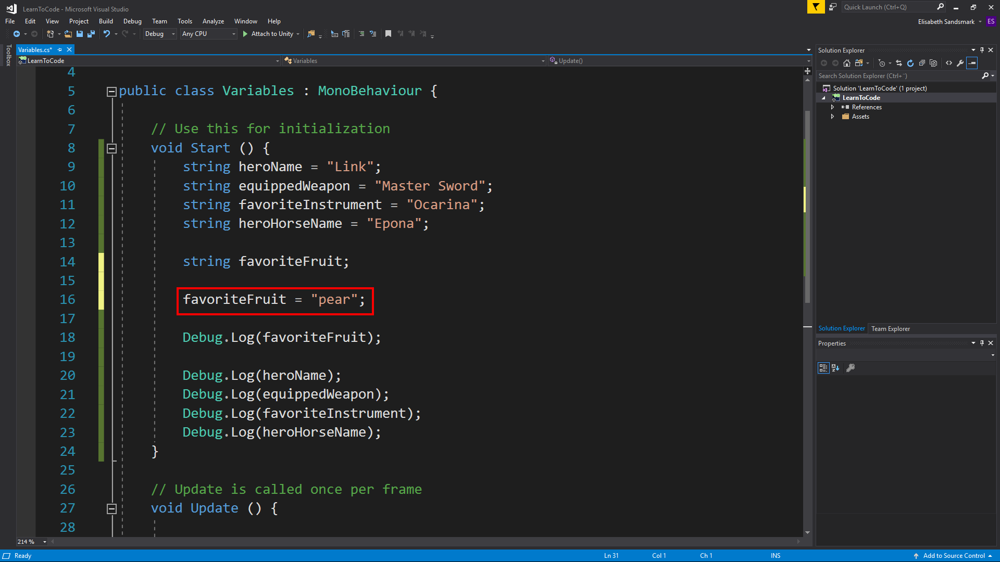 LearnToCode - Microsoft Visual Studio
Quick Launch (Ctrl+Q)
File Edit View Project Build Debug Team Tools Analyze Window Help
Elisabeth Sandsmark ES
Debug Any CPU Attach to Unity
Toolbox
Variables.cs*
LearnToCode Variables Update()
4
5 public class Variables : MonoBehaviour {
6
7 // Use this for initialization
8 void Start () {
9 string heroName = "Link";
10 string equippedWeapon = "Master Sword";
11 string favoriteInstrument = "Ocarina";
12 string heroHorseName = "Epona";
13
14 string favoriteFruit;
15
16 favoriteFruit = "pear";
17
18 Debug.Log(favoriteFruit);
19
20 Debug.Log(heroName);
21 Debug.Log(equippedWeapon);
22 Debug.Log(favoriteInstrument);
23 Debug.Log(heroHorseName);
24 }
25
26 // Update is called once per frame
27 void Update () {
28
214 %
Solution Explorer
Search Solution Explorer (Ctrl+¨)
Solution 'LearnToCode' (1 project)
LearnToCode
References
Assets
Solution Explorer Team Explorer
Properties
Ready Ln 31 Col 1 Ch 1 INS Add to Source Control